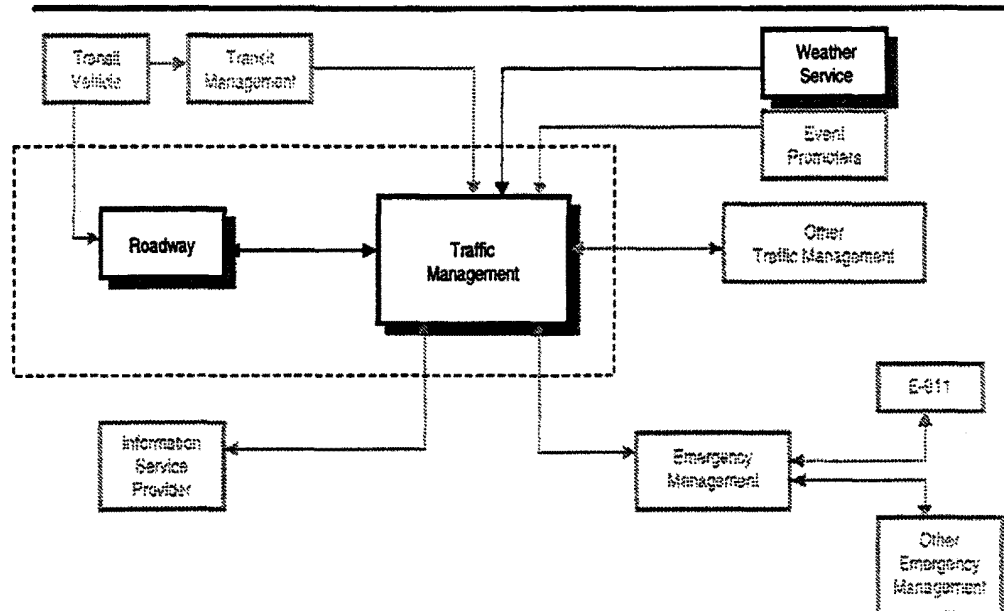 Transit
Vehicle
Transit
Management
Weather
Service
Event
Promoters
Roadway
Traffic
Management
Other
Traffic Management
E-911
Information
Service
Provider
Emergency
Management
Other
Emergency
Management